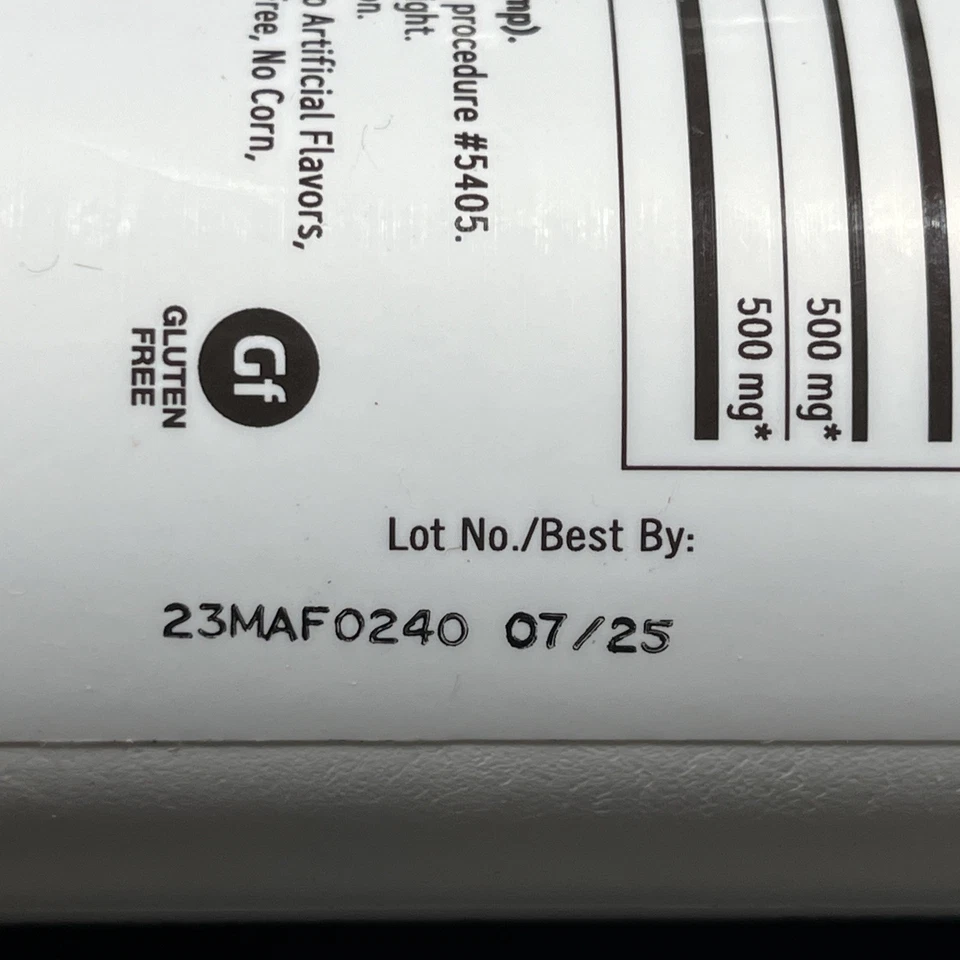 mp).
procedure #5405.
Artificial Flavors,
No Corn,
Gf
GLUTEN
FREE
500 mg*
500 mg*
Lot No./Best By:
23MAF0240 07/25